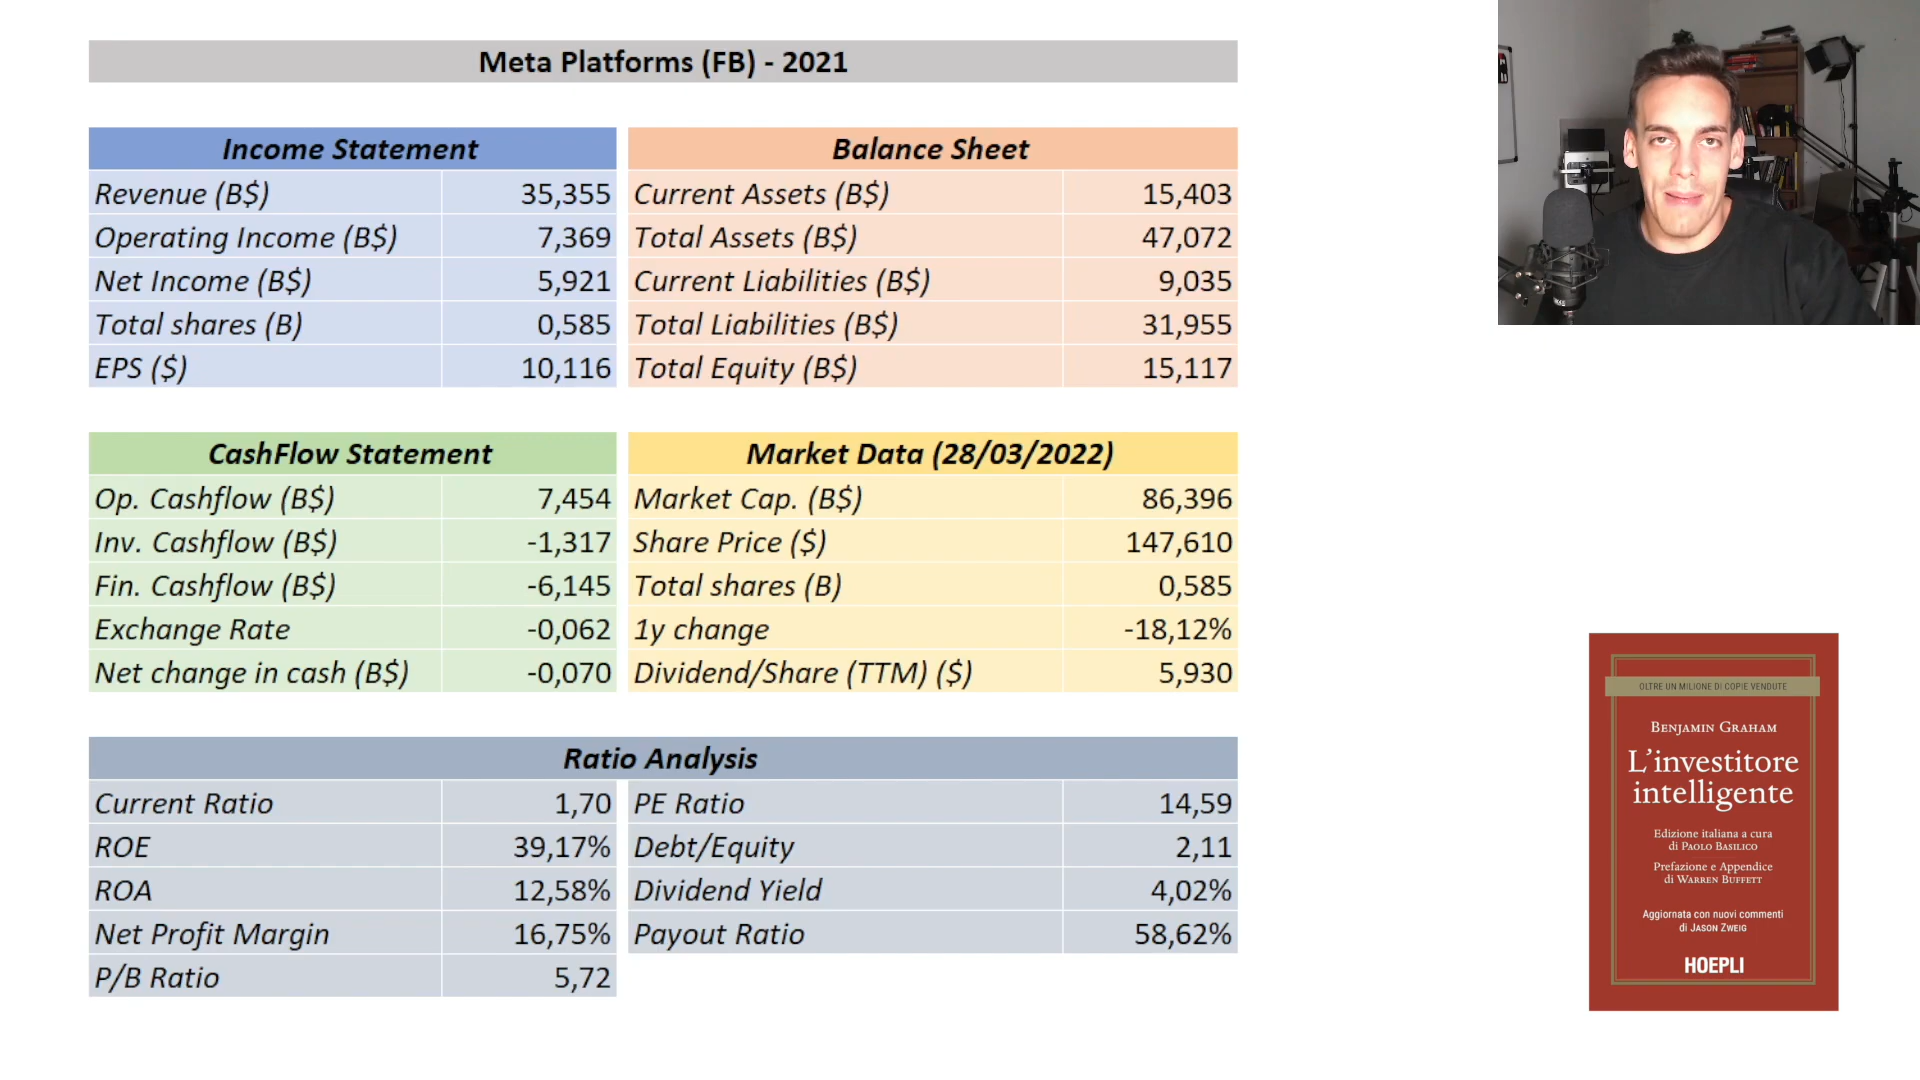 Meta Platforms (FB) - 2021
Income Statement
Revenue (B$) 35,355
Operating Income (B$) 7,369
Net Income (B$) 5,921
Total shares (B) 0,585
EPS ($) 10,116
Balance Sheet
Current Assets (B$) 15,403
Total Assets (B$) 47,072
Current Liabilities (B$) 9,035
Total Liabilities (B$) 31,955
Total Equity (B$) 15,117
CashFlow Statement
Op. Cashflow (B$) 7,454
Inv. Cashflow (B$) -1,317
Fin. Cashflow (B$) -6,145
Exchange Rate -0,062
Net change in cash (B$) -0,070
Market Data (28/03/2022)
Market Cap. (B$) 86,396
Share Price ($) 147,610
Total shares (B) 0,585
1y change -18,12%
Dividend/Share (TTM) ($) 5,930
Ratio Analysis
Current Ratio 1,70
ROE 39,17%
ROA 12,58%
Net Profit Margin 16,75%
P/B Ratio 5,72
PE Ratio 14,59
Debt/Equity 2,11
Dividend Yield 4,02%
Payout Ratio 58,62%
OLTRE UN MILIONE DI COPIE VENDUTE
BENJAMIN GRAHAM
L'investitore
intelligente
Edizione italiana a cura
di PAOLO BASILICO
Prefazione e Appendice
di WARREN BUFFETT
Aggiornata con nuovi commenti
di JASON ZWEIG
HOEPLI